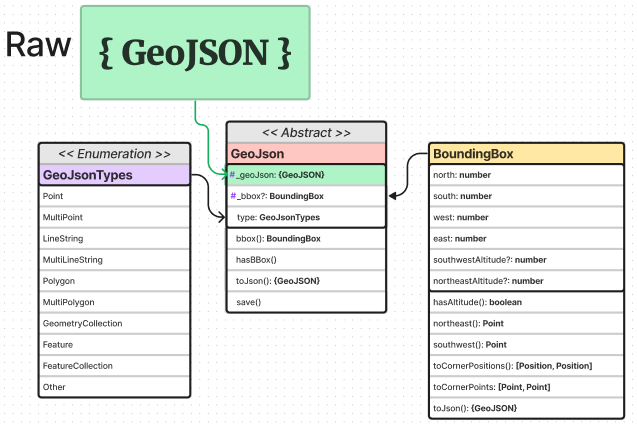 Raw
{ GeoJSON }
<< Enumeration >>
GeoJsonTypes
Point
MultiPoint
LineString
MultiLineString
Polygon
MultiPolygon
GeometryCollection
Feature
FeatureCollection
Other
<< Abstract >>
GeoJson
#_geoJson: {GeoJSON}
#_bbox?: BoundingBox
type: GeoJsonTypes
bbox(): BoundingBox
hasBBox()
toJson(): {GeoJSON}
save()
BoundingBox
north: number
south: number
west: number
east: number
southwestAltitude?: number
northeastAltitude?: number
hasAltitude(): boolean
northeast(): Point
southwest(): Point
toCornerPositions(): [Position, Position]
toCornerPoints: [Point, Point]
toJson(): {GeoJSON}